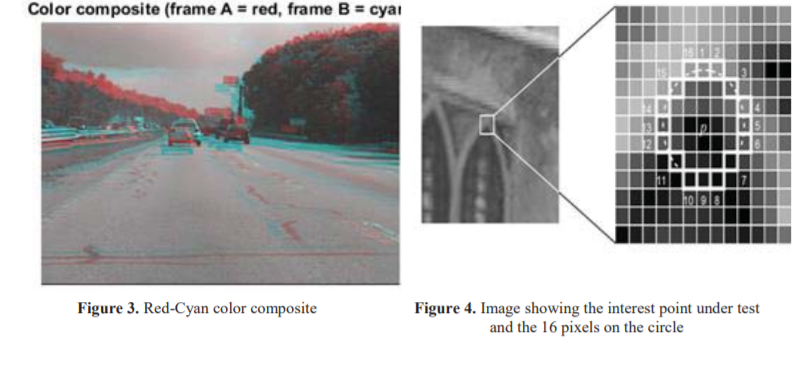 Color composite (frame A = red, frame B = cyan
16 1 2
15 3
14 4
13 p 5
12 6
11 7
10 9 8
Figure 3. Red-Cyan color composite
Figure 4. Image showing the interest point under test
and the 16 pixels on the circle